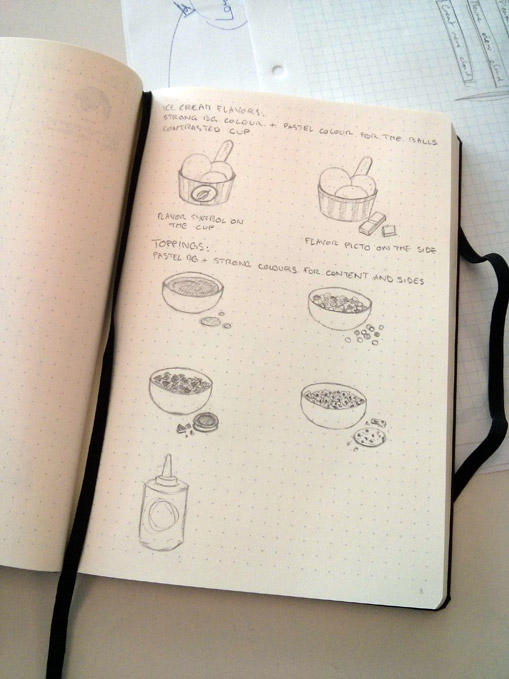 ICE CREAM FLAVORS:
STRONG BG COLOUR + PASTEL COLOUR FOR THE BALLS
CONTRASTED CUP
FLAVOR SYMBOL ON
THE CUP
FLAVOR PICTO ON THE SIDE
TOPPINGS:
PASTEL BG + STRONG COLOURS FOR CONTENT AND SIDES